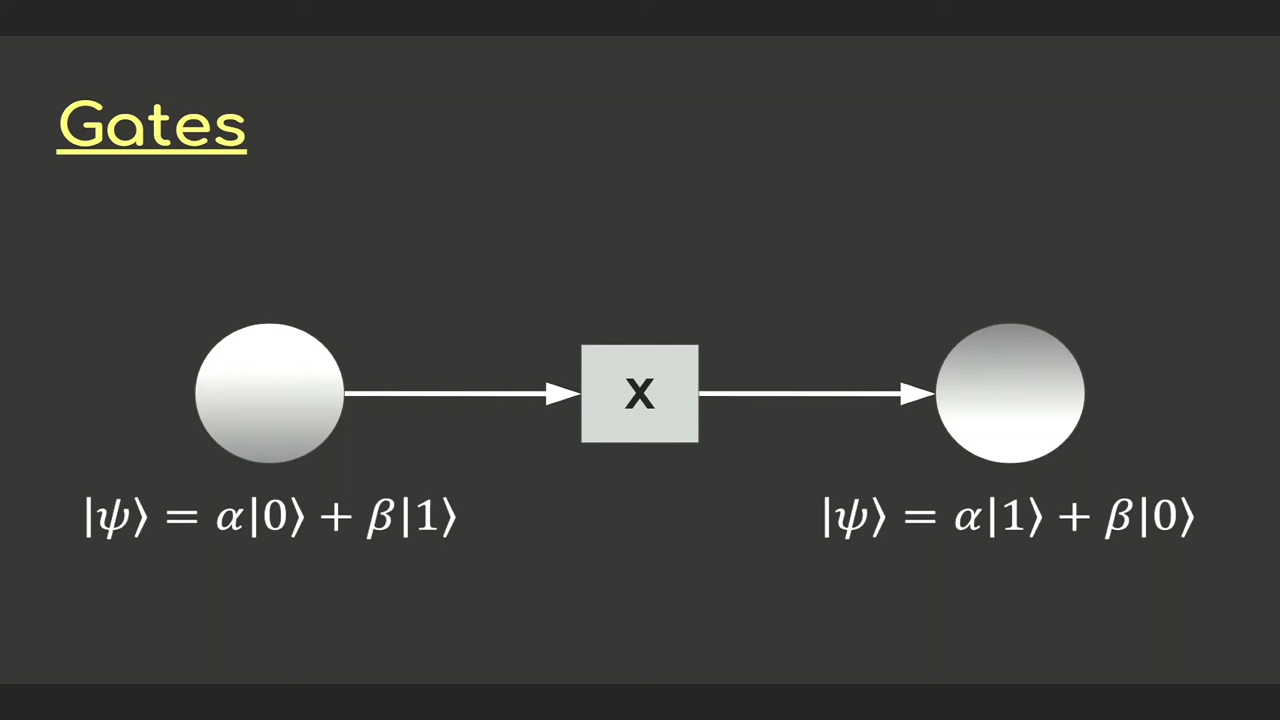 Gates
X
|ψ⟩ = α|0⟩ + β|1⟩
|ψ⟩ = α|1⟩ + β|0⟩